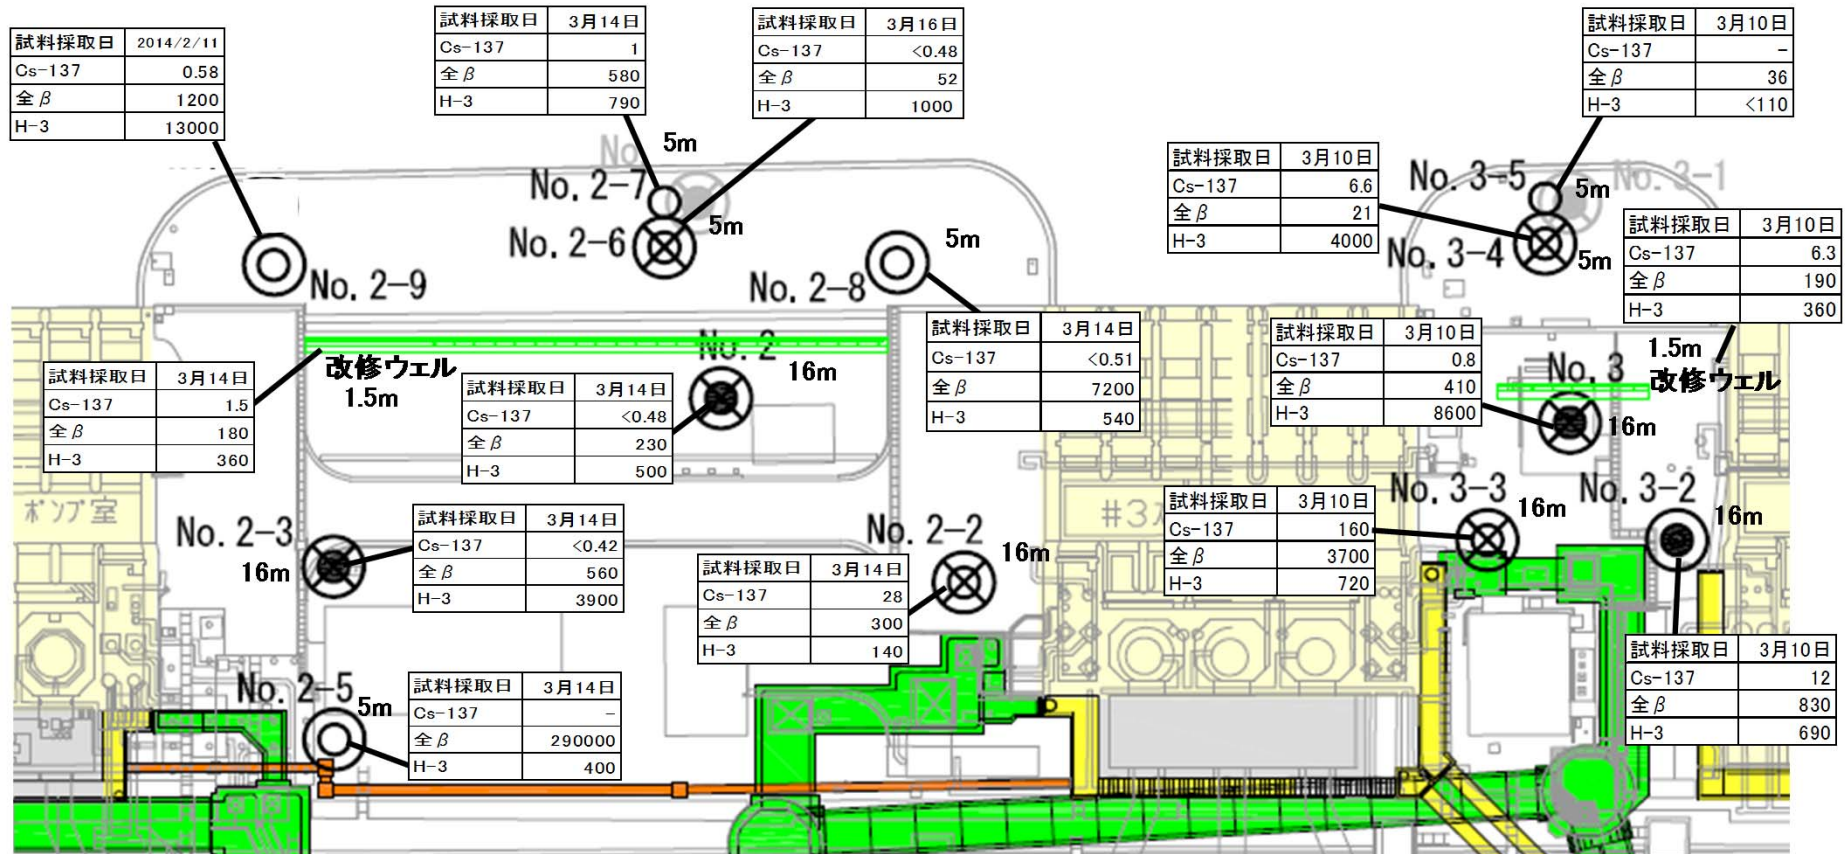 試料採取日 2014/2/11
Cs-137 0.58
全β 1200
H-3 13000
試料採取日 3月14日
Cs-137 1
全β 580
H-3 790
試料採取日 3月16日
Cs-137 <0.48
全β 52
H-3 1000
試料採取日 3月10日
Cs-137 -
全β 36
H-3 <110
試料採取日 3月10日
Cs-137 6.6
全β 21
H-3 4000
No
5m
No. 2-7
No. 2-6
5m
No. 2-9
No. 2-8
5m
No. 3-5
5m
No. 3-1
No. 3-4
5m
試料採取日 3月10日
Cs-137 6.3
全β 190
H-3 360
試料採取日 3月14日
Cs-137 <0.51
全β 7200
H-3 540
試料採取日 3月10日
Cs-137 0.8
全β 410
H-3 8600
改修ウェル
1.5m
No. 2
16m
No. 3
16m
1.5m
改修ウェル
試料採取日 3月14日
Cs-137 1.5
全β 180
H-3 360
試料採取日 3月14日
Cs-137 <0.48
全β 230
H-3 500
ポンプ室
No. 2-3
16m
試料採取日 3月14日
Cs-137 <0.42
全β 560
H-3 3900
No. 2-2
16m
#3
試料採取日 3月10日
Cs-137 160
全β 3700
H-3 720
No. 3-3
16m
No. 3-2
16m
試料採取日 3月14日
Cs-137 28
全β 300
H-3 140
No. 2-5
5m
試料採取日 3月14日
Cs-137 -
全β 290000
H-3 400
試料採取日 3月10日
Cs-137 12
全β 830
H-3 690